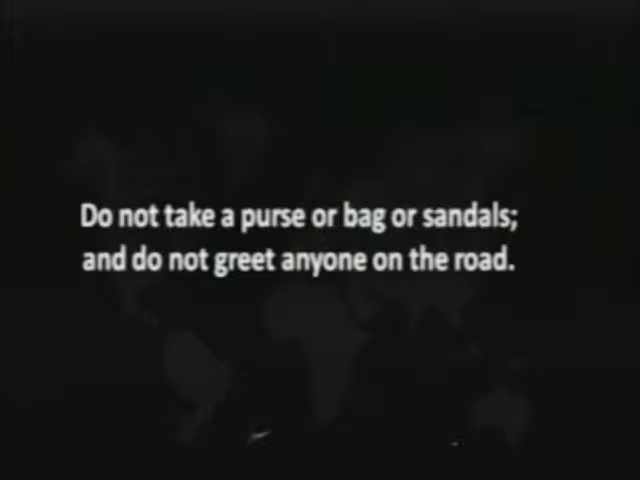 Do not take a purse or bag or sandals;
and do not greet anyone on the road.